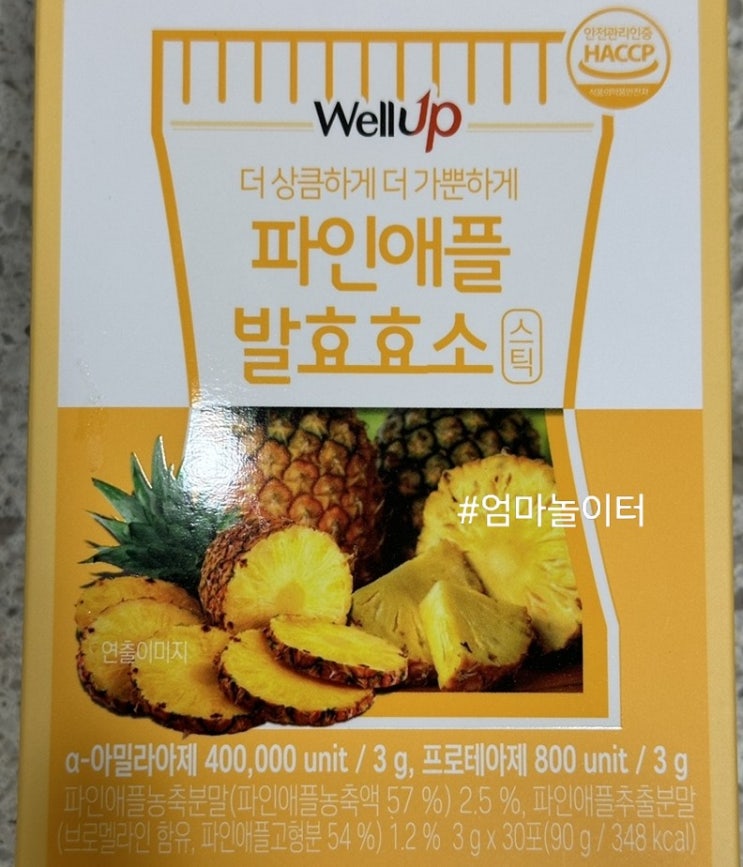 안전관리인증
HACCP
식품의약품안전처
WellUp
더 상큼하게 더 가뿐하게
파인애플
발효효소
스틱
#엄마놀이터
연출이미지
α-아밀라아제 400,000 unit / 3 g, 프로테아제 800 unit / 3 g
파인애플농축분말(파인애플농축액 57 %) 2.5 %, 파인애플추출분말
(브로멜라인 함유, 파인애플고형분 54 %) 1.2 % 3 g x 30포(90 g / 348 kcal)